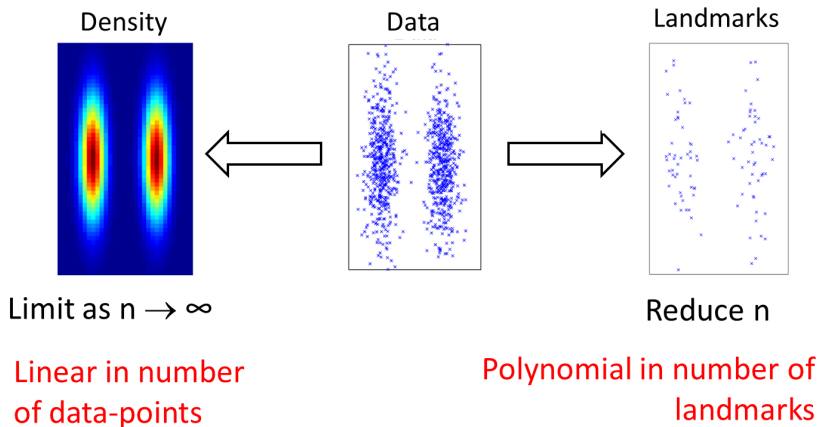 Density
Data
Landmarks
Limit as n → ∞
Reduce n
Linear in number
of data-points
Polynomial in number of
landmarks